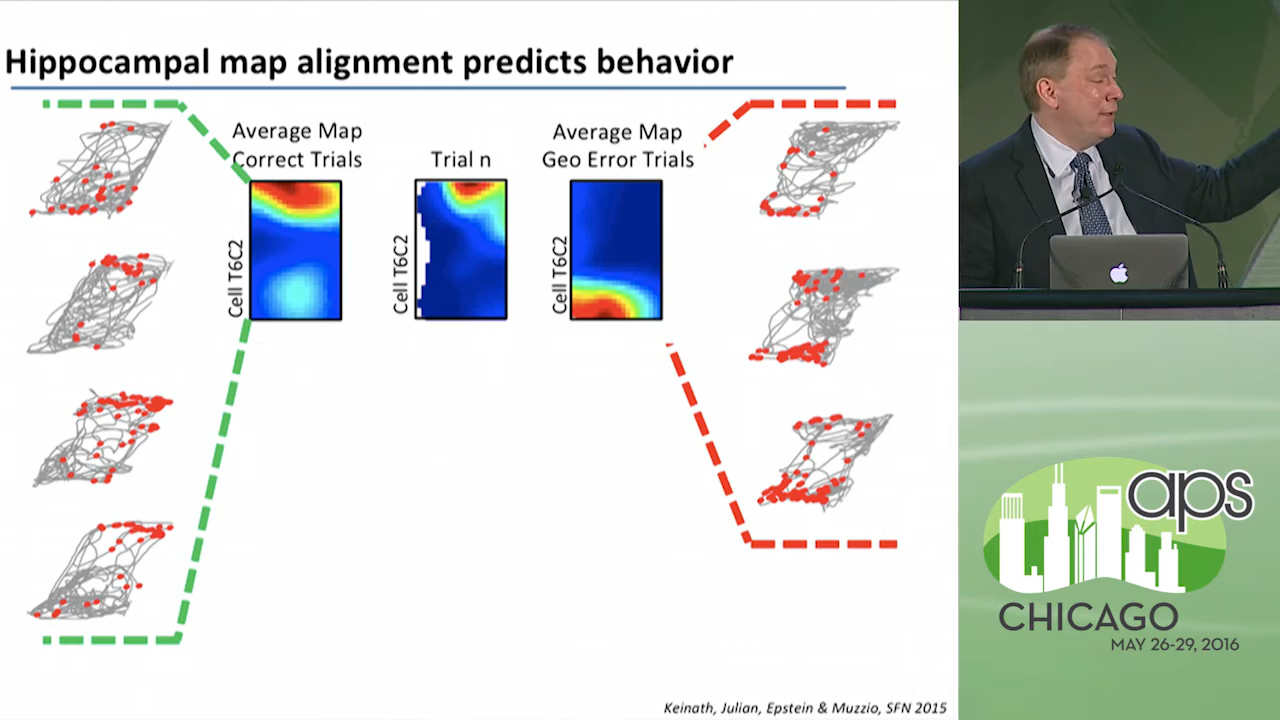 Hippocampal map alignment predicts behavior
Average Map
Correct Trials
Trial n
Average Map
Geo Error Trials
Cell T6C2
Cell T6C2
Cell T6C2
Keinath, Julian, Epstein & Muzzio, SFN 2015
aps
CHICAGO
MAY 26-29, 2016